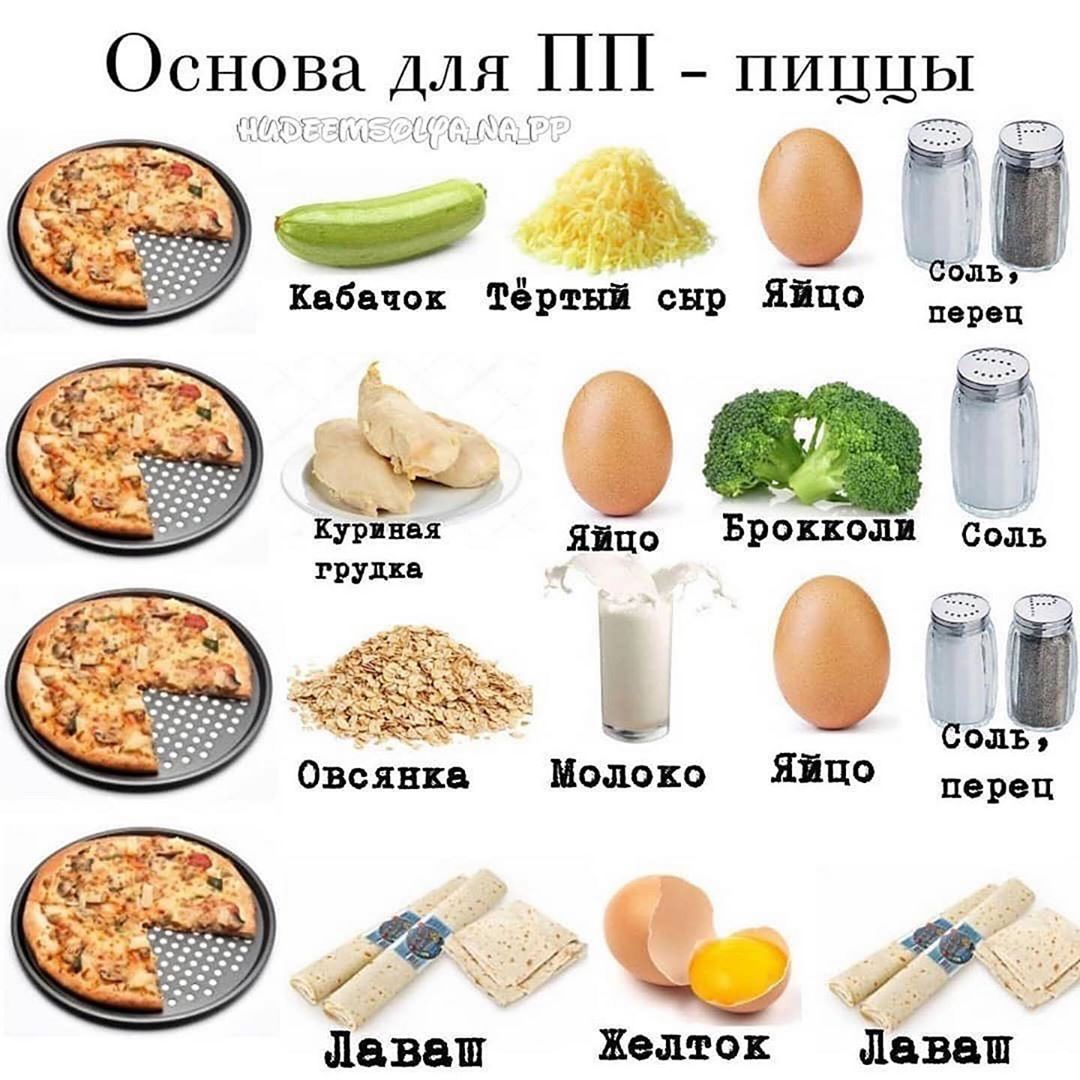 Основа для ПП - пиццы
HUDEEMSOLYA_NA_PP
Кабачок Тёртый сыр Яйцо Соль,
перец
Куриная
грудка
Яйцо Брокколи Соль
Овсянка Молоко Яйцо Соль,
перец
Лаваш Желток Лаваш